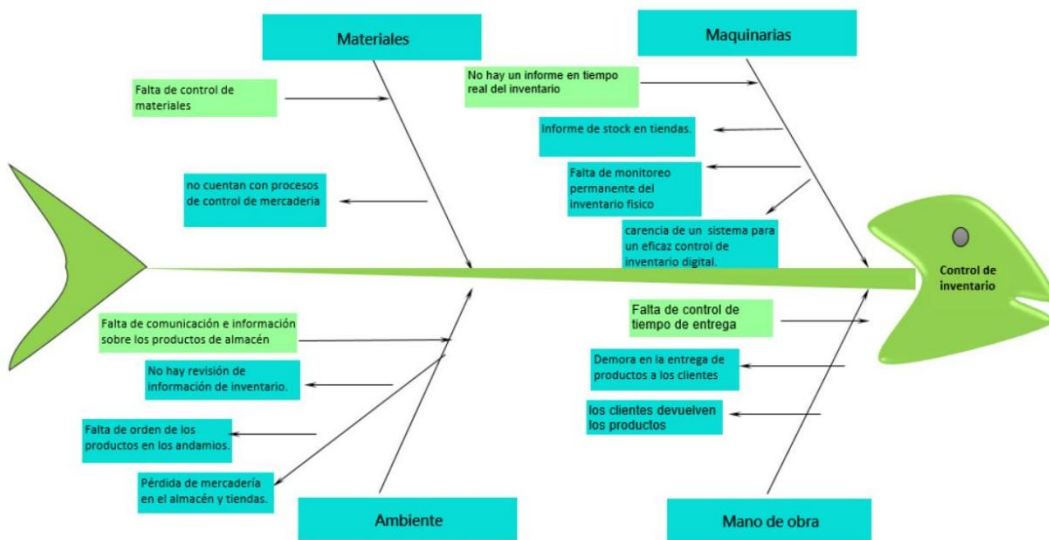 Materiales
Maquinarias
Falta de control de
materiales
No hay un informe en tiempo
real del inventario
Informe de stock en tiendas.
no cuentan con procesos
de control de mercaderia
Falta de monitoreo
permanente del
inventario fisico
carencia de un sistema para
un eficaz control de
inventario digital.
Control de
inventario
Falta de comunicación e información
sobre los productos de almacén
Falta de control de
tiempo de entrega
No hay revisión de
información de inventario.
Demora en la entrega de
productos a los clientes
Falta de orden de los
productos en los andamios.
los clientes devuelven
los productos
Pérdida de mercadería
en el almacén y tiendas.
Ambiente
Mano de obra